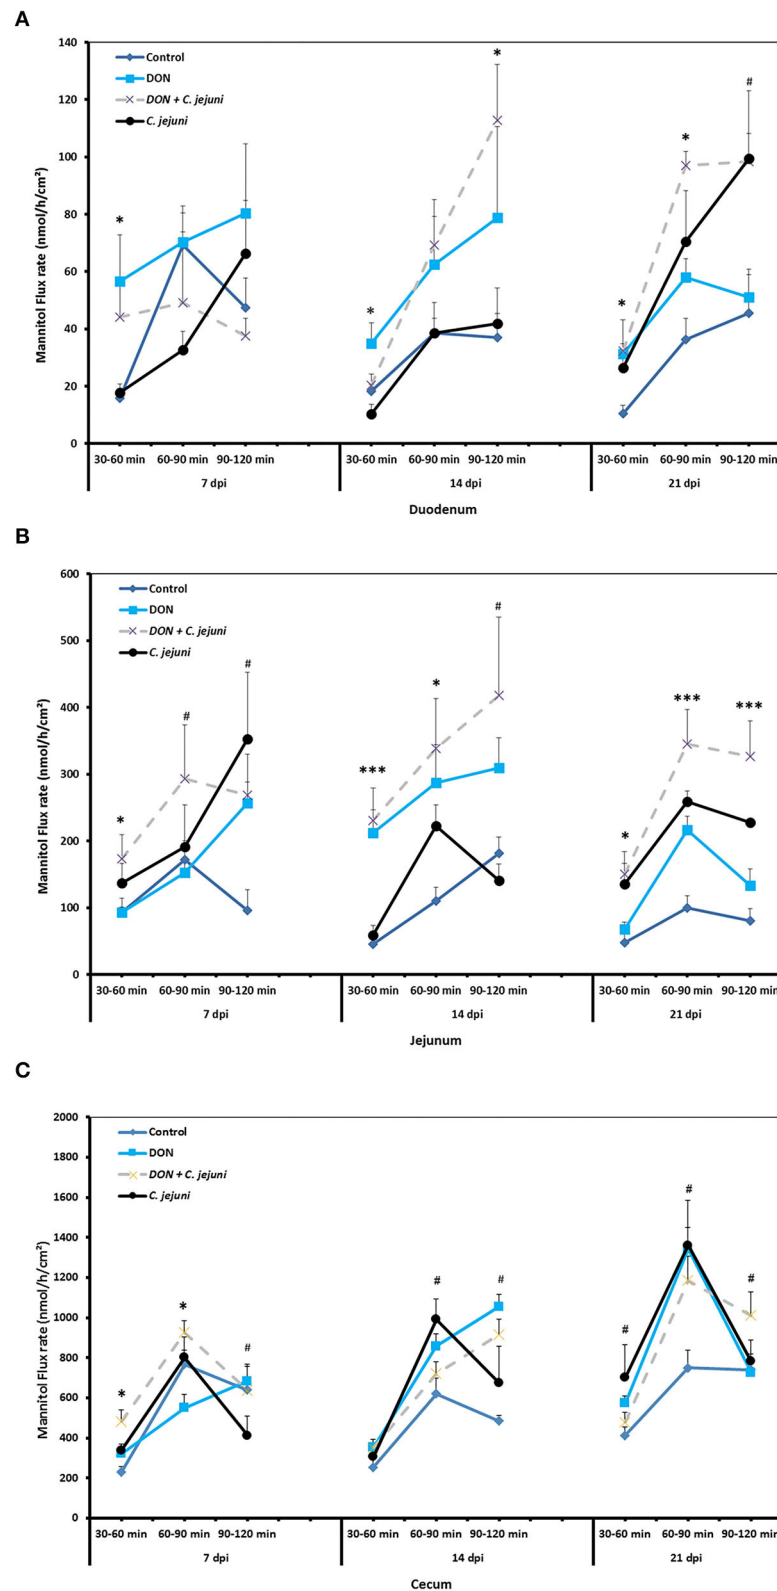 A
Mannitol Flux rate (nmol/h/cm²)
140
120
100
80
60
40
20
0
Control
DON
DON + C. jejuni
C. jejuni
*
*
*
*
*
#
30-60 min 60-90 min 90-120 min 30-60 min 60-90 min 90-120 min 30-60 min 60-90 min 90-120 min
7 dpi 14 dpi 21 dpi
Duodenum
B
Mannitol Flux rate (nmol/h/cm²)
600
500
400
300
200
100
0
Control
DON
DON + C. jejuni
C. jejuni
*
#
#
***
*
#
*
***
***
30-60 min 60-90 min 90-120 min 30-60 min 60-90 min 90-120 min 30-60 min 60-90 min 90-120 min
7 dpi 14 dpi 21 dpi
Jejunum
C
Mannitol Flux rate (nmol/h/cm²)
2000
1800
1600
1400
1200
1000
800
600
400
200
0
Control
DON
DON + C. jejuni
C. jejuni
*
*
#
#
#
#
#
#
30-60 min 60-90 min 90-120 min 30-60 min 60-90 min 90-120 min 30-60 min 60-90 min 90-120 min
7 dpi 14 dpi 21 dpi
Cecum